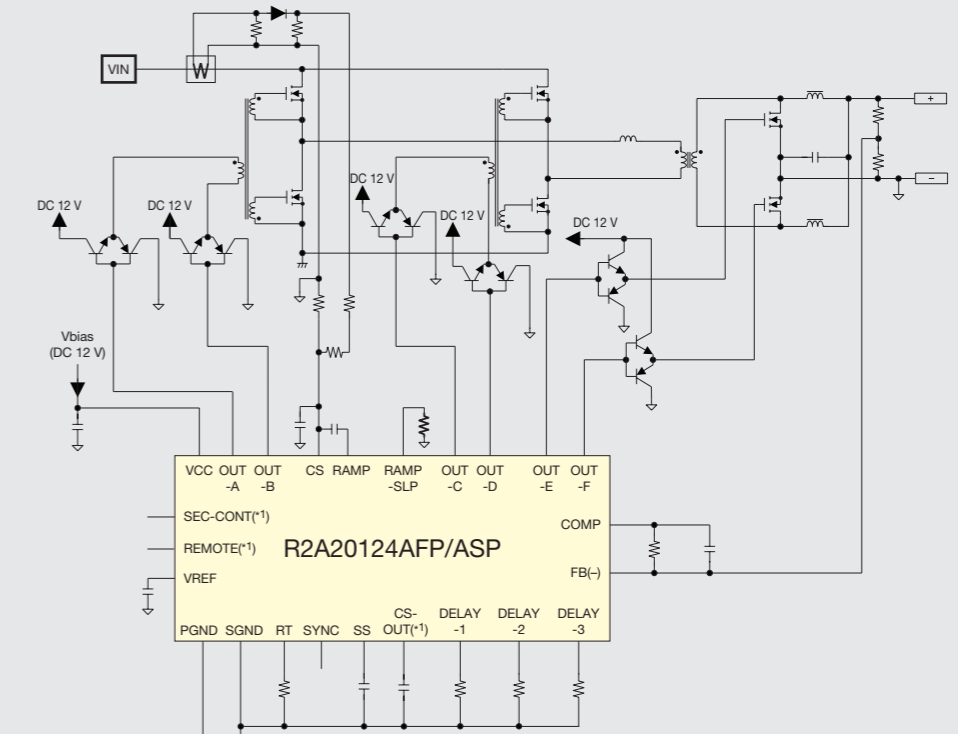 VIN
W
+
−
DC 12 V
DC 12 V
DC 12 V
DC 12 V
DC 12 V
Vbias
(DC 12 V)
VCC OUT -A OUT -B CS RAMP RAMP -SLP OUT -C OUT -D OUT -E OUT -F
SEC-CONT(*1)
REMOTE(*1)
VREF
R2A20124AFP/ASP
COMP
FB(–)
PGND SGND RT SYNC SS CS-OUT(*1) DELAY -1 DELAY -2 DELAY -3